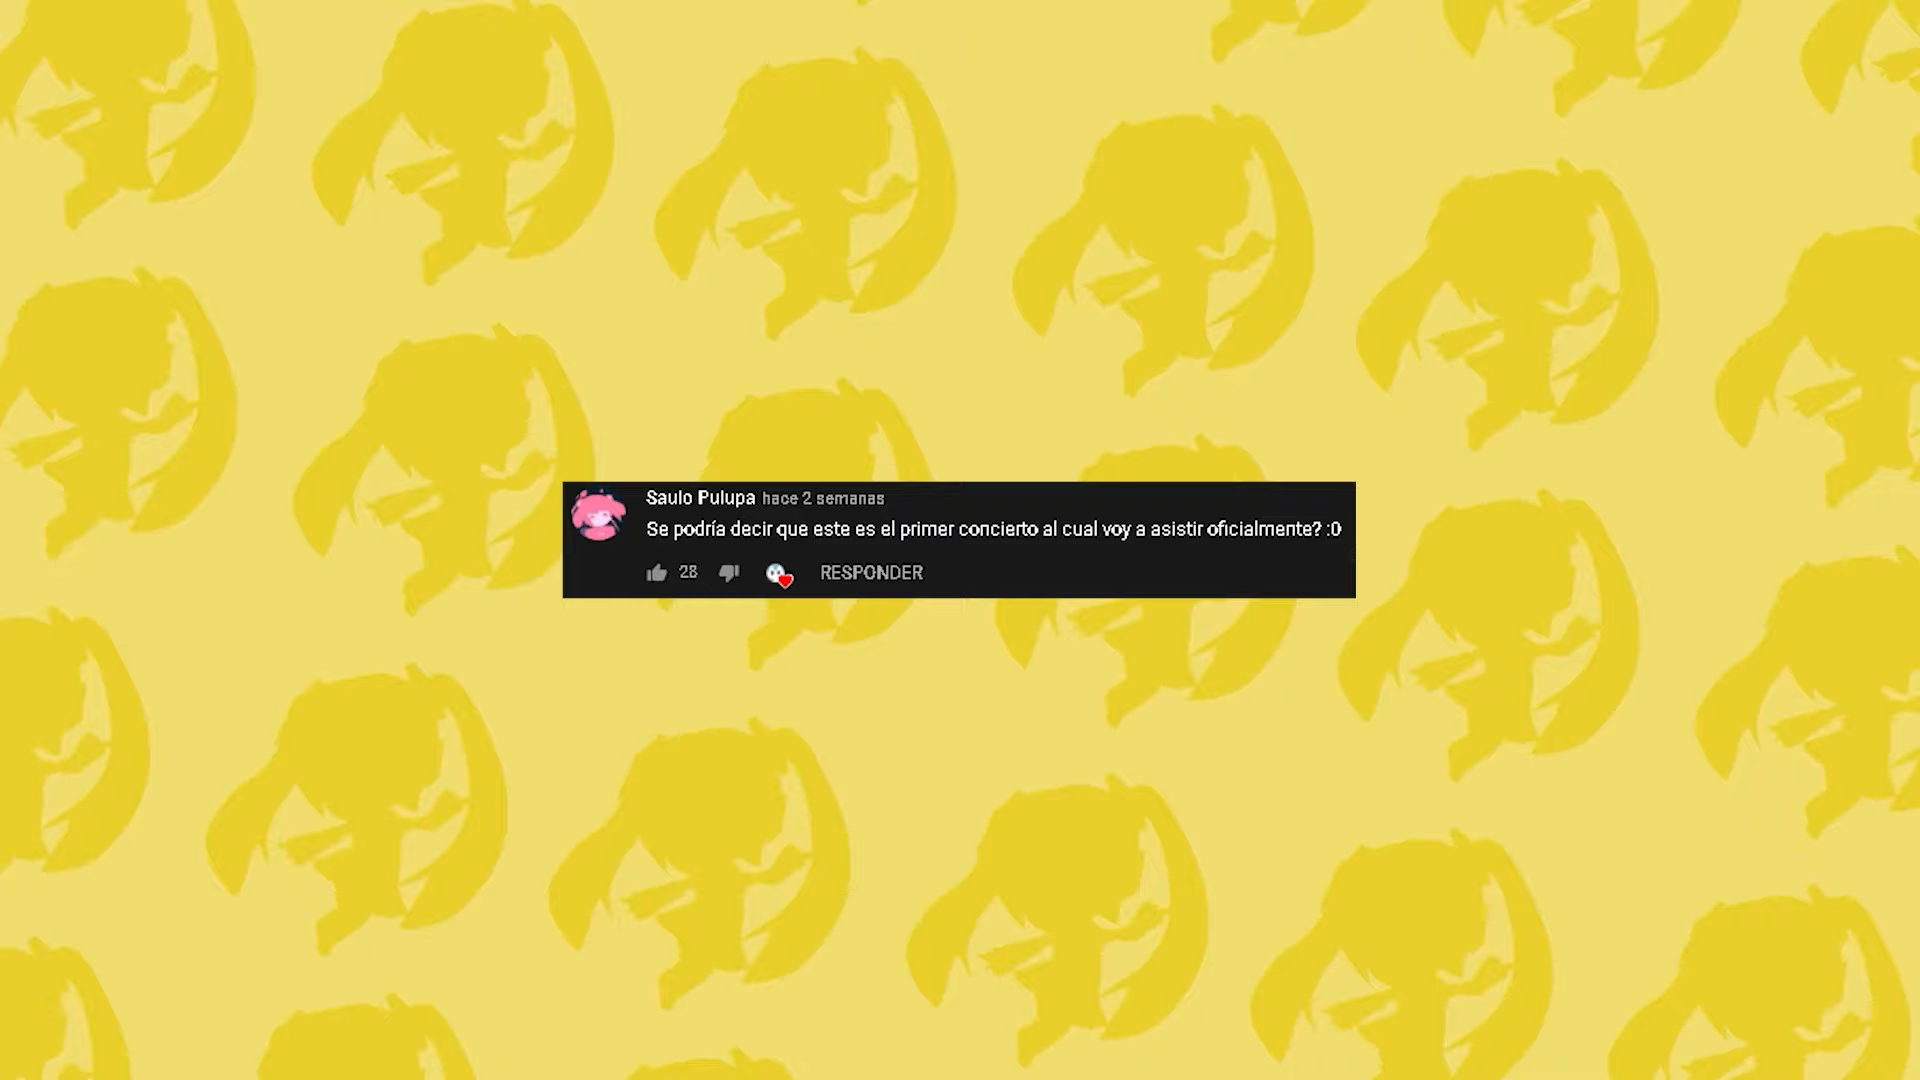 Saulo Pulupa hace 2 semanas
Se podría decir que este es el primer concierto al cual voy a asistir oficialmente? :0
28 RESPONDER